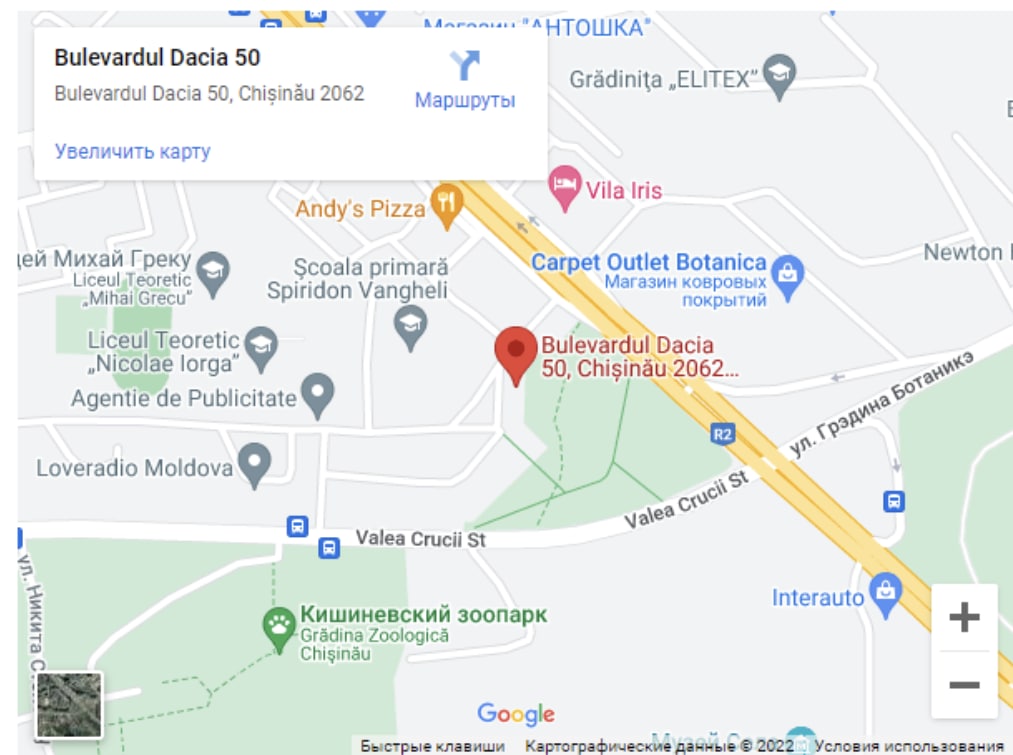 Магазин "АНТОШКА"
Bulevardul Dacia 50
Bulevardul Dacia 50, Chișinău 2062
Маршруты
Увеличить карту
Grădinița „ELITEX”
Andy's Pizza
Vila Iris
Михай Греку
Liceul Teoretic
„Mihai Grecu”
Școala primară
Spiridon Vangheli
Carpet Outlet Botanica
Магазин ковровых
покрытий
Newton
Liceul Teoretic
„Nicolae Iorga”
Bulevardul Dacia
50, Chișinău 2062...
Agentie de Publicitate
ул. Грэдина Ботаникэ
R2
Loveradio Moldova
Valea Crucii St
Valea Crucii St
ул. Никита
Interauto
Кишиневский зоопарк
Grădina Zoologică
Chișinău
+
−
Google
Быстрые клавиши
Картографические данные © 2022
Условия использования